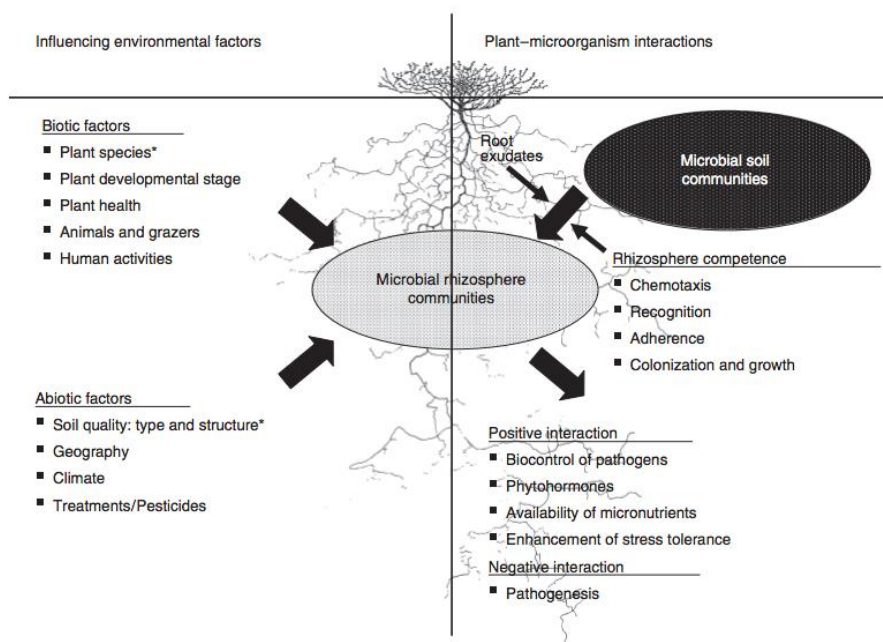 Influencing environmental factors
Plant–microorganism interactions
Biotic factors
■ Plant species*
■ Plant developmental stage
■ Plant health
■ Animals and grazers
■ Human activities
Root
exudates
Microbial soil
communities
Microbial rhizosphere
communities
Rhizosphere competence
■ Chemotaxis
■ Recognition
■ Adherence
■ Colonization and growth
Abiotic factors
■ Soil quality: type and structure*
■ Geography
■ Climate
■ Treatments/Pesticides
Positive interaction
■ Biocontrol of pathogens
■ Phytohormones
■ Availability of micronutrients
■ Enhancement of stress tolerance
Negative interaction
■ Pathogenesis